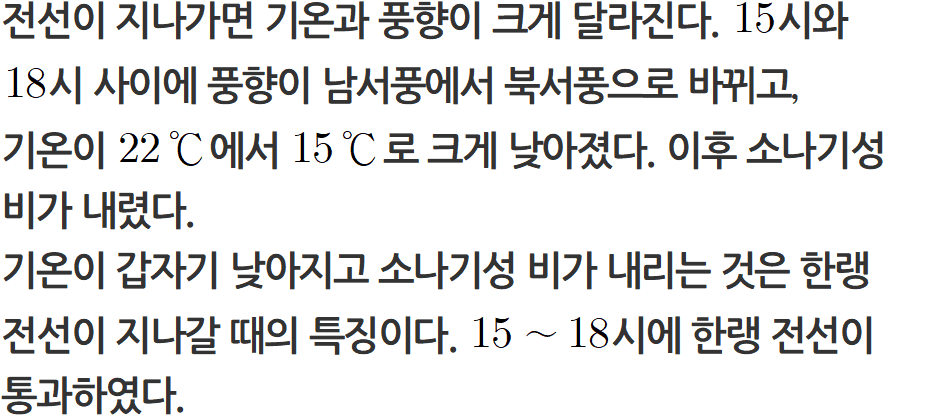 전선이 지나가면 기온과 풍향이 크게 달라진다. 15시와
18시 사이에 풍향이 남서풍에서 북서풍으로 바뀌고,
기온이 22℃에서 15℃로 크게 낮아졌다. 이후 소나기성
비가 내렸다.
기온이 갑자기 낮아지고 소나기성 비가 내리는 것은 한랭
전선이 지나갈 때의 특징이다. 15 ~ 18시에 한랭 전선이
통과하였다.